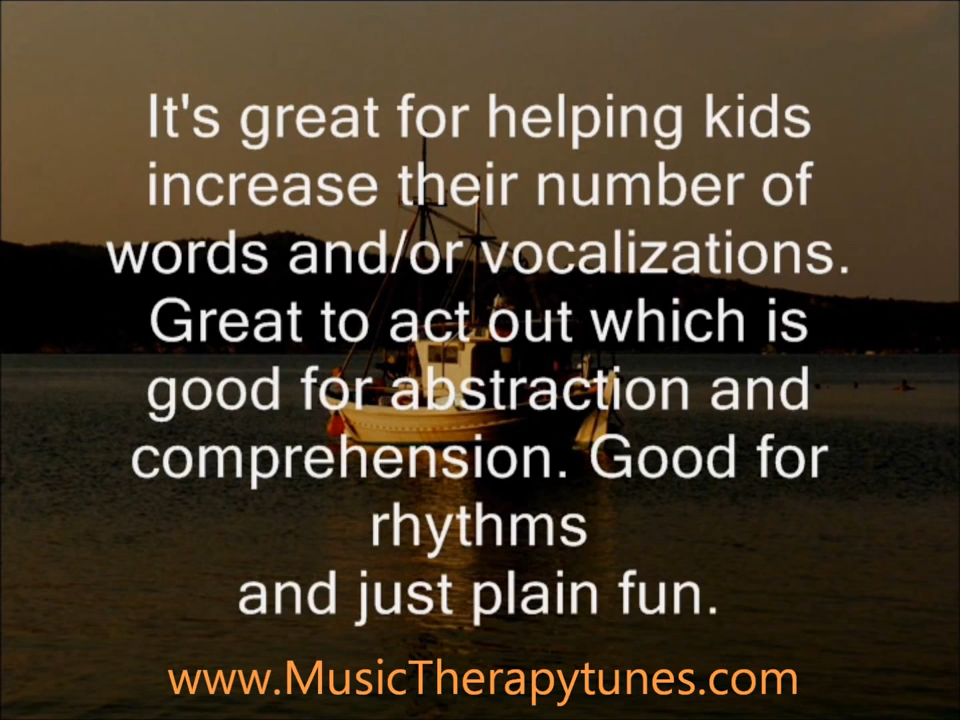 It's great for helping kids
increase their number of
words and/or vocalizations.
Great to act out which is
good for abstraction and
comprehension. Good for
rhythms
and just plain fun.
www.MusicTherapytunes.com